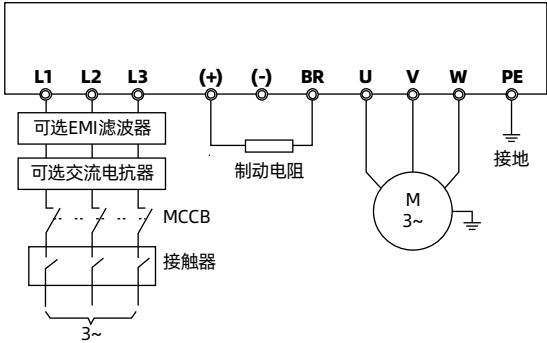 L1 L2 L3 (+) (-) BR U V W PE
可选EMI滤波器
可选交流电抗器
制动电阻
接地
MCCB
M
3~
接触器
3~